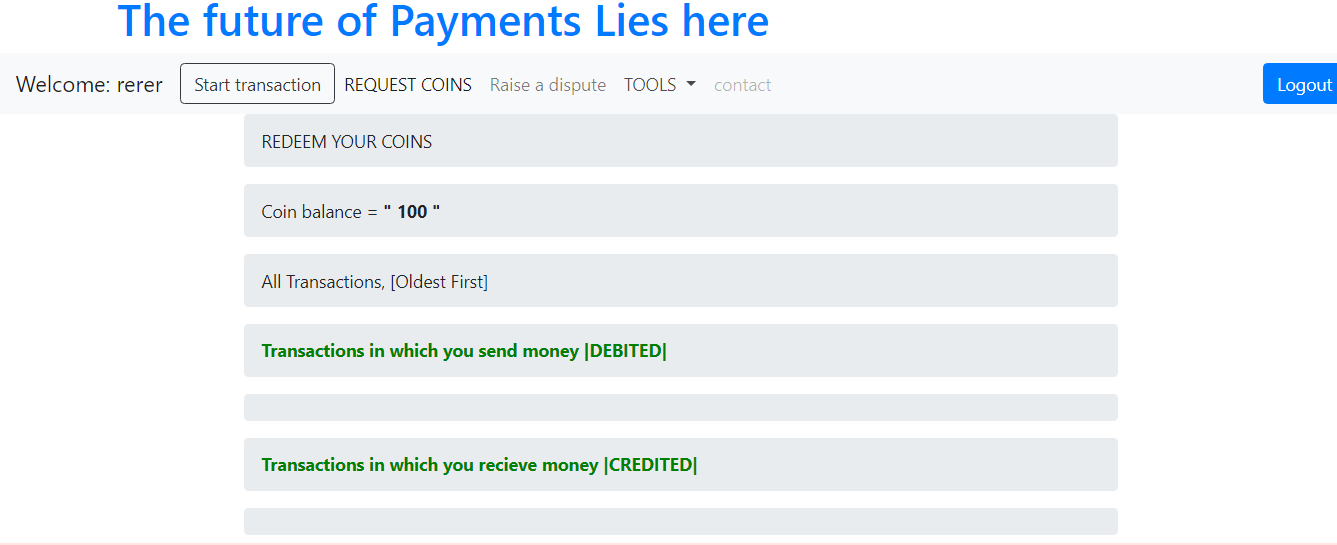 The future of Payments Lies here
Welcome: rerer Start transaction REQUEST COINS Raise a dispute TOOLS contact Logout
REDEEM YOUR COINS
Coin balance = " 100 "
All Transactions, [Oldest First]
Transactions in which you send money |DEBITED|
Transactions in which you recieve money |CREDITED|